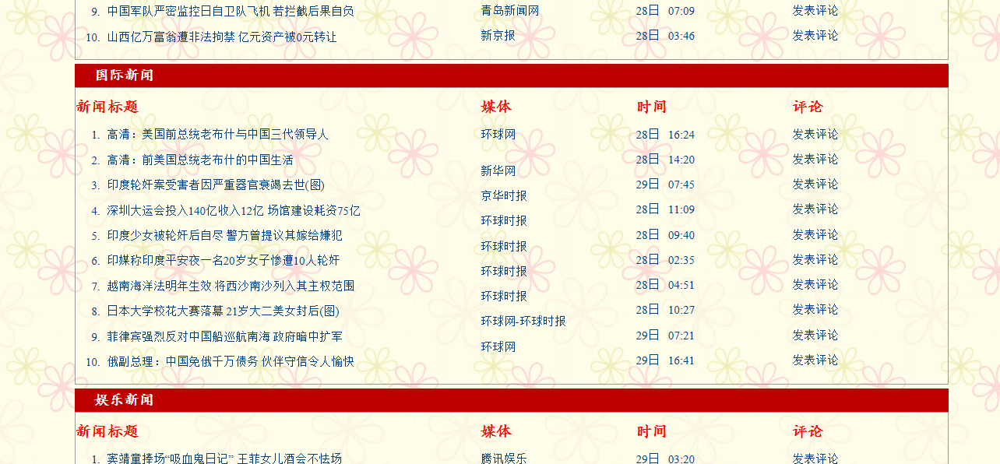 9. 中国军队严密监控日自卫队飞机 若拦截后果自负 青岛新闻网 28日 07:09 发表评论
10. 山西亿万富翁遭非法拘禁 亿元资产被0元转让 新京报 28日 03:46 发表评论
国际新闻
新闻标题 媒体 时间 评论
1. 高清：美国前总统老布什与中国三代领导人 环球网 28日 16:24 发表评论
2. 高清：前美国总统老布什的中国生活 28日 14:20 发表评论
新华网
3. 印度轮奸案受害者因严重器官衰竭去世(图) 29日 07:45 发表评论
京华时报
4. 深圳大运会投入140亿收入12亿 场馆建设耗资75亿 28日 11:09 发表评论
环球时报
5. 印度少女被轮奸后自尽 警方曾提议其嫁给嫌犯 28日 09:40 发表评论
环球时报
6. 印媒称印度平安夜一名20岁女子惨遭10人轮奸 28日 02:35 发表评论
环球时报
7. 越南海洋法明年生效 将西沙南沙列入其主权范围 28日 04:51 发表评论
环球时报
8. 日本大学校花大赛落幕 21岁大二美女封后(图) 28日 10:27 发表评论
环球网-环球时报
9. 菲律宾强烈反对中国船巡航南海 政府暗中扩军 29日 07:21 发表评论
环球网
10. 俄副总理：中国免俄千万债务 伙伴守信令人愉快 29日 16:41 发表评论
娱乐新闻
新闻标题 媒体 时间 评论
1. 窦靖童捧场“吸血鬼日记” 王菲女儿酒会不怯场 腾讯娱乐 29日 03:20 发表评论